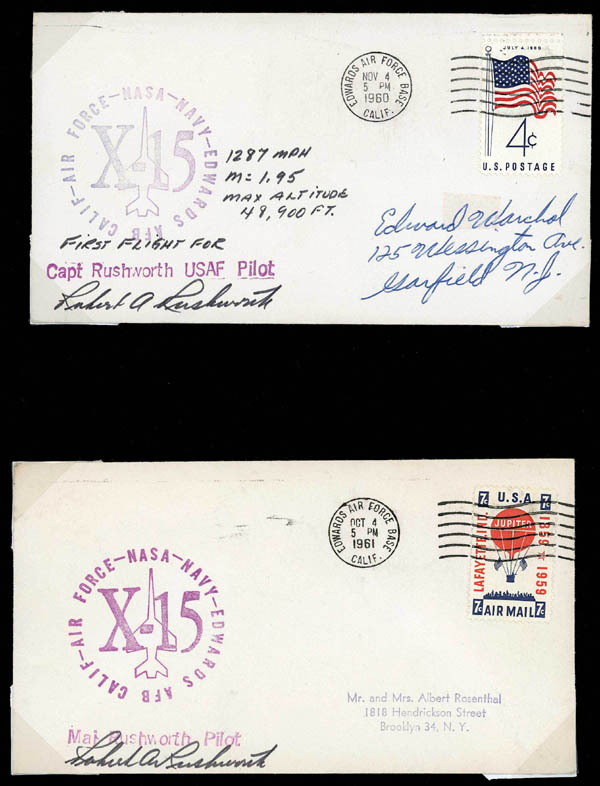 EDWARDS AIR FORCE BASE
NOV 4
5 PM
1960
CALIF.
JULY 4, 1960
4¢
U.S. POSTAGE
AIR FORCE-NASA-NAVY-EDWARDS AFB CALIF-
X-15
1287 MPH
M=1.95
MAX ALTITUDE
48,900 FT.
FIRST FLIGHT FOR
Capt Rushworth USAF Pilot
Robert A Rushworth
Edward Warchol
125 Wessington Ave.
Garfield N.J.
EDWARDS AIR FORCE BASE
OCT 4
5 PM
1961
CALIF.
7¢ U.S.A. 7¢
JUPITER
LAFAYETTE, IND.
1859 ★ 1959
7¢ AIR MAIL 7¢
AIR FORCE-NASA-NAVY-EDWARDS AFB CALIF-
X-15
Maj Rushworth Pilot
Robert A Rushworth
Mr. and Mrs. Albert Rosenthal
1818 Hendrickson Street
Brooklyn 34, N. Y.